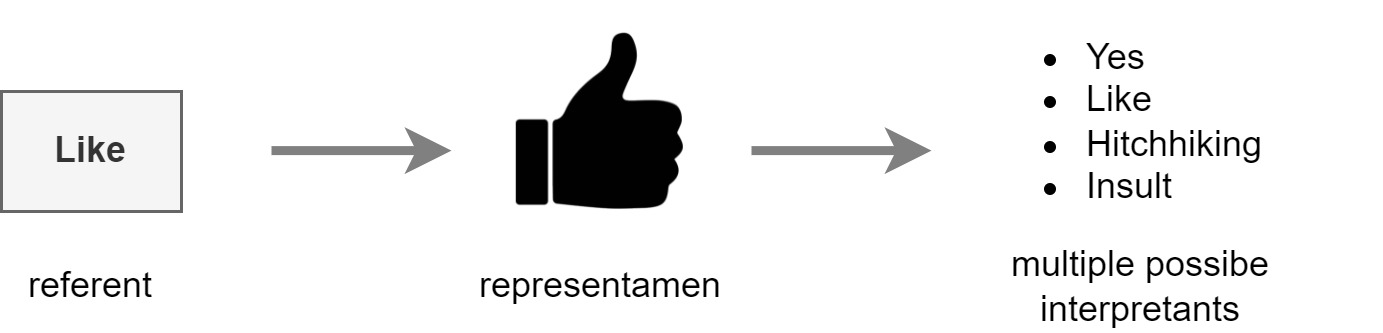 Like
referent
representamen
Yes
Like
Hitchhiking
Insult
multiple possibe
interpretants